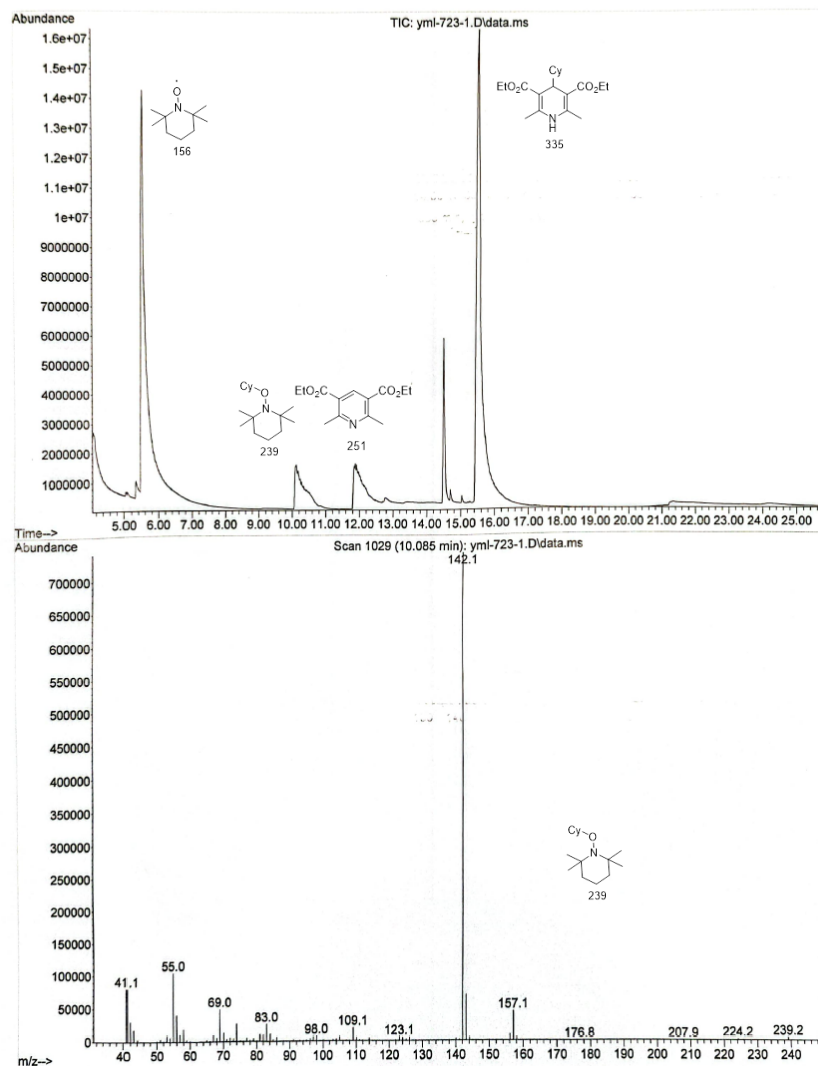 Abundance
TIC: yml-723-1.D\data.ms
1.6e+07
1.4e+07
1.3e+07
1.2e+07
1.1e+07
1e+07
9000000
8000000
7000000
6000000
5000000
4000000
3000000
2000000
1000000
O
N
156
Cy
EtO₂C
CO₂Et
N
H
335
Cy
O
N
239
EtO₂C
CO₂Et
N
251
5.00 6.00 7.00 8.00 9.00 10.00 11.00 12.00 13.00 14.00 15.00 16.00 17.00 18.00 19.00 20.00 21.00 22.00 23.00 24.00 25.00
Time-->
Abundance
Scan 1029 (10.085 min): yml-723-1.D\data.ms
142.1
700000
650000
600000
550000
500000
450000
400000
350000
300000
250000
200000
150000
100000
50000
0
Cy
O
N
239
41.1
55.0
69.0
83.0
98.0
109.1
123.1
157.1
176.8
207.9
224.2
239.2
40 50 60 70 80 90 100 110 120 130 140 150 160 170 180 190 200 210 220 230 240
m/z-->